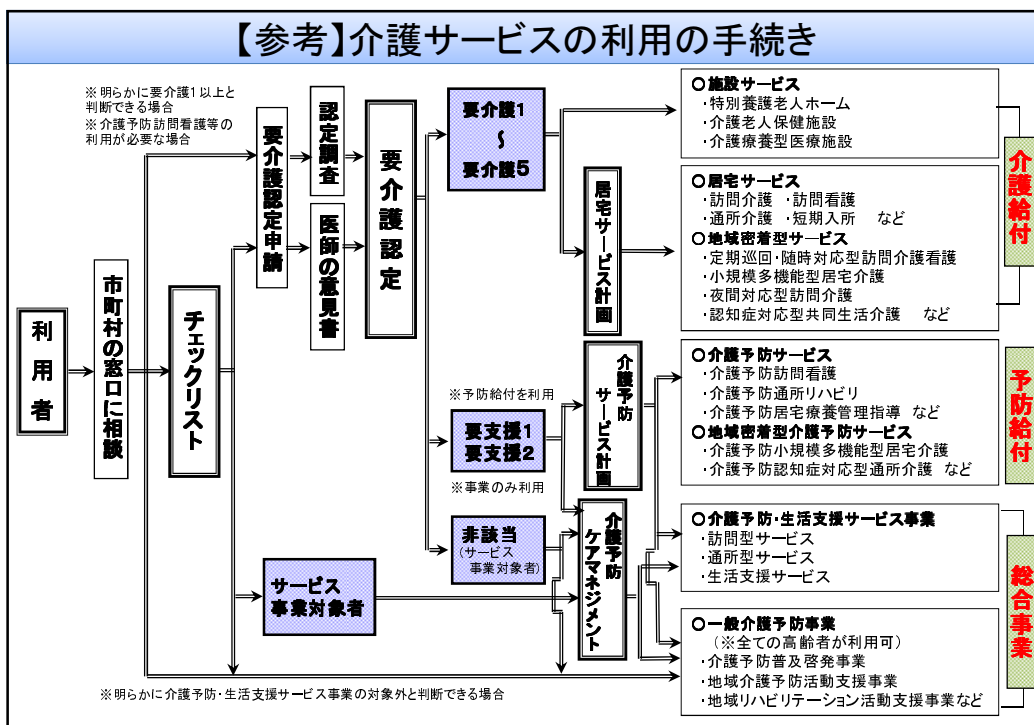 【参考】介護サービスの利用の手続き
※明らかに要介護1以上と
判断できる場合
※介護予防訪問看護等の
利用が必要な場合
利用者
市町村の窓口に相談
チェックリスト
要介護認定申請
認定調査
医師の意見書
要介護認定
要介護1
~
要介護5
※予防給付を利用
要支援1
要支援2
※事業のみ利用
非該当
(サービス
事業対象者)
サービス
事業対象者
居宅サービス計画
介護予防
サービス計画
介護予防
ケアマネジメント
○施設サービス
・特別養護老人ホーム
・介護老人保健施設
・介護療養型医療施設
○居宅サービス
・訪問介護 ・訪問看護
・通所介護 ・短期入所 など
○地域密着型サービス
・定期巡回・随時対応型訪問介護看護
・小規模多機能型居宅介護
・夜間対応型訪問介護
・認知症対応型共同生活介護 など
介護給付
○介護予防サービス
・介護予防訪問看護
・介護予防通所リハビリ
・介護予防居宅療養管理指導 など
○地域密着型介護予防サービス
・介護予防小規模多機能型居宅介護
・介護予防認知症対応型通所介護 など
予防給付
○介護予防・生活支援サービス事業
・訪問型サービス
・通所型サービス
・生活支援サービス
○一般介護予防事業
(※全ての高齢者が利用可)
・介護予防普及啓発事業
・地域介護予防活動支援事業
・地域リハビリテーション活動支援事業など
総合事業
※明らかに介護予防・生活支援サービス事業の対象外と判断できる場合